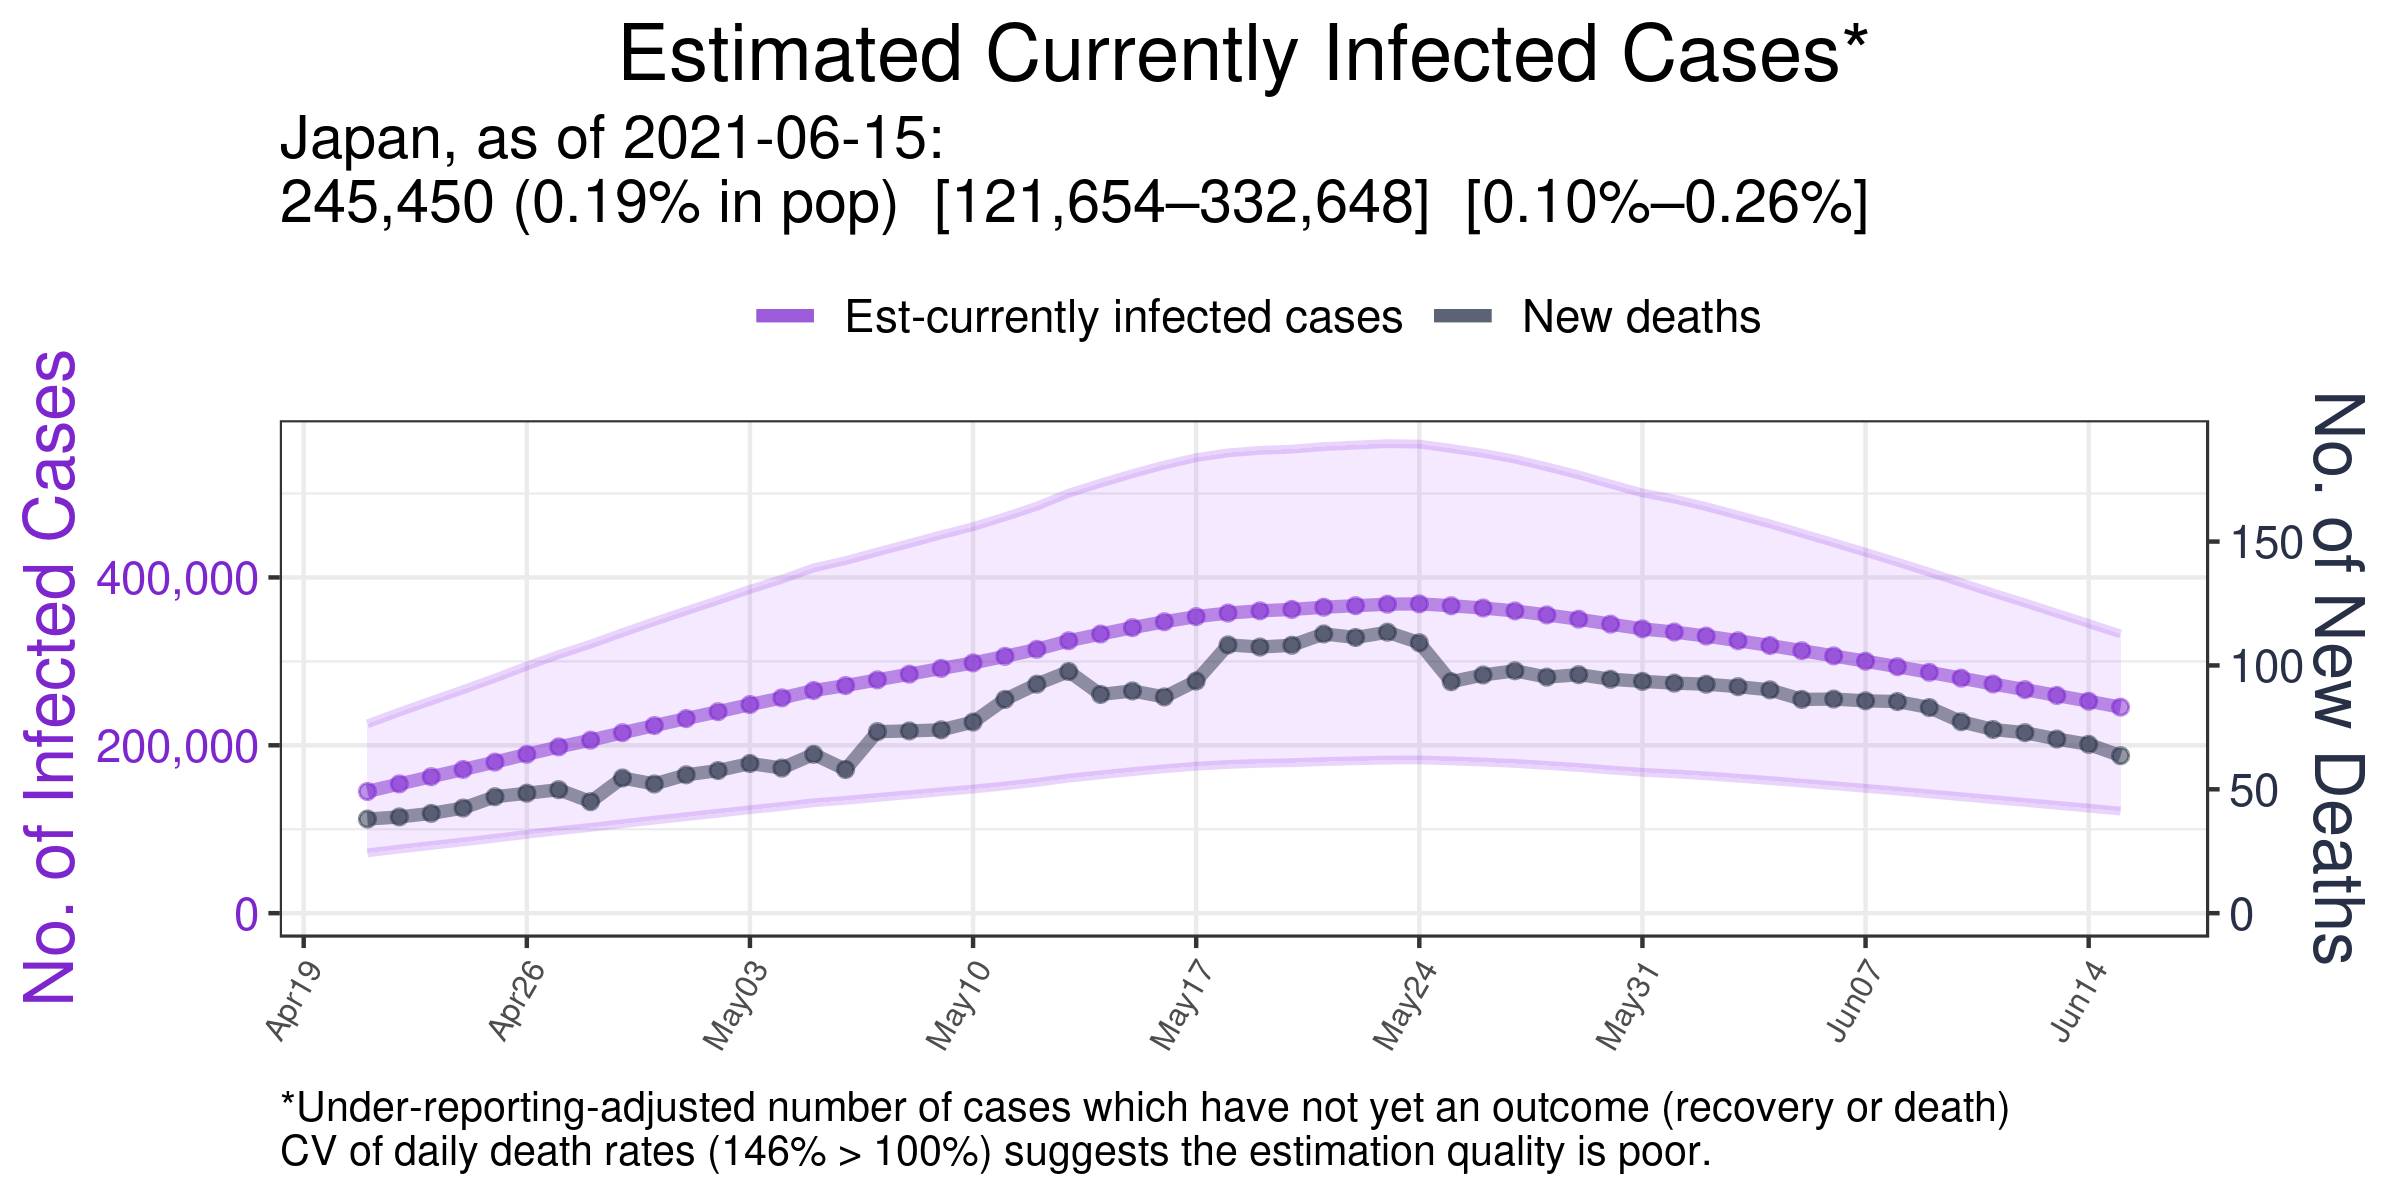 Estimated Currently Infected Cases*
Japan, as of 2021-06-15:
245,450 (0.19% in pop)  [121,654–332,648]  [0.10%–0.26%]
Est-currently infected cases
New deaths
No. of Infected Cases
400,000
200,000
0
No. of New Deaths
150
100
50
0
Apr19
Apr26
May03
May10
May17
May24
May31
Jun07
Jun14
*Under-reporting-adjusted number of cases which have not yet an outcome (recovery or death)
CV of daily death rates (146% > 100%) suggests the estimation quality is poor.